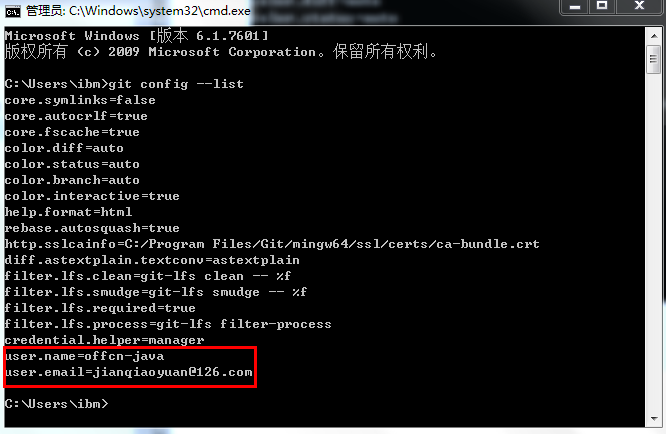 管理员: C:\Windows\system32\cmd.exe
Microsoft Windows [版本 6.1.7601]
版权所有 (c) 2009 Microsoft Corporation。保留所有权利。
C:\Users\ibm>git config --list
core.symlinks=false
core.autocrlf=true
core.fscache=true
color.diff=auto
color.status=auto
color.branch=auto
color.interactive=true
help.format=html
rebase.autosquash=true
http.sslcainfo=C:/Program Files/Git/mingw64/ssl/certs/ca-bundle.crt
diff.astextplain.textconv=astextplain
filter.lfs.clean=git-lfs clean -- %f
filter.lfs.smudge=git-lfs smudge -- %f
filter.lfs.required=true
filter.lfs.process=git-lfs filter-process
credential.helper=manager
user.name=offcn-java
user.email=jianqiaoyuan@126.com
C:\Users\ibm>